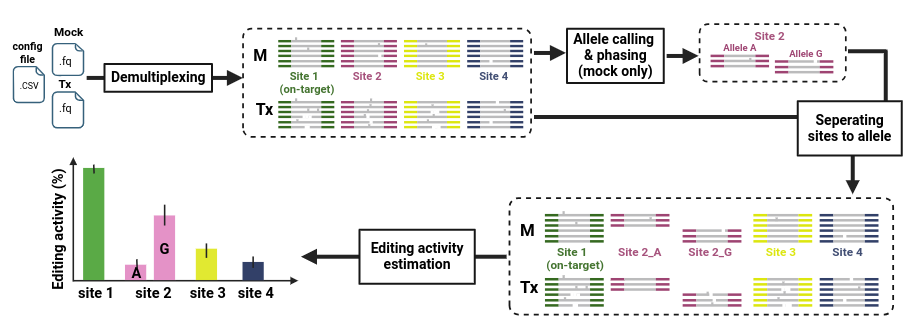 Mock
config
file
.CSV
.fq
Tx
.fq
Demultiplexing
M
Site 1
(on-target)
Site 2
Site 3
Site 4
Tx
Allele calling
& phasing
(mock only)
Site 2
Allele A
Allele G
Seperating
sites to allele
M
Site 1
(on-target)
Site 2_A
Site 2_G
Site 3
Site 4
Tx
Editing activity
estimation
Editing activity (%)
A
G
site 1
site 2
site 3
site 4